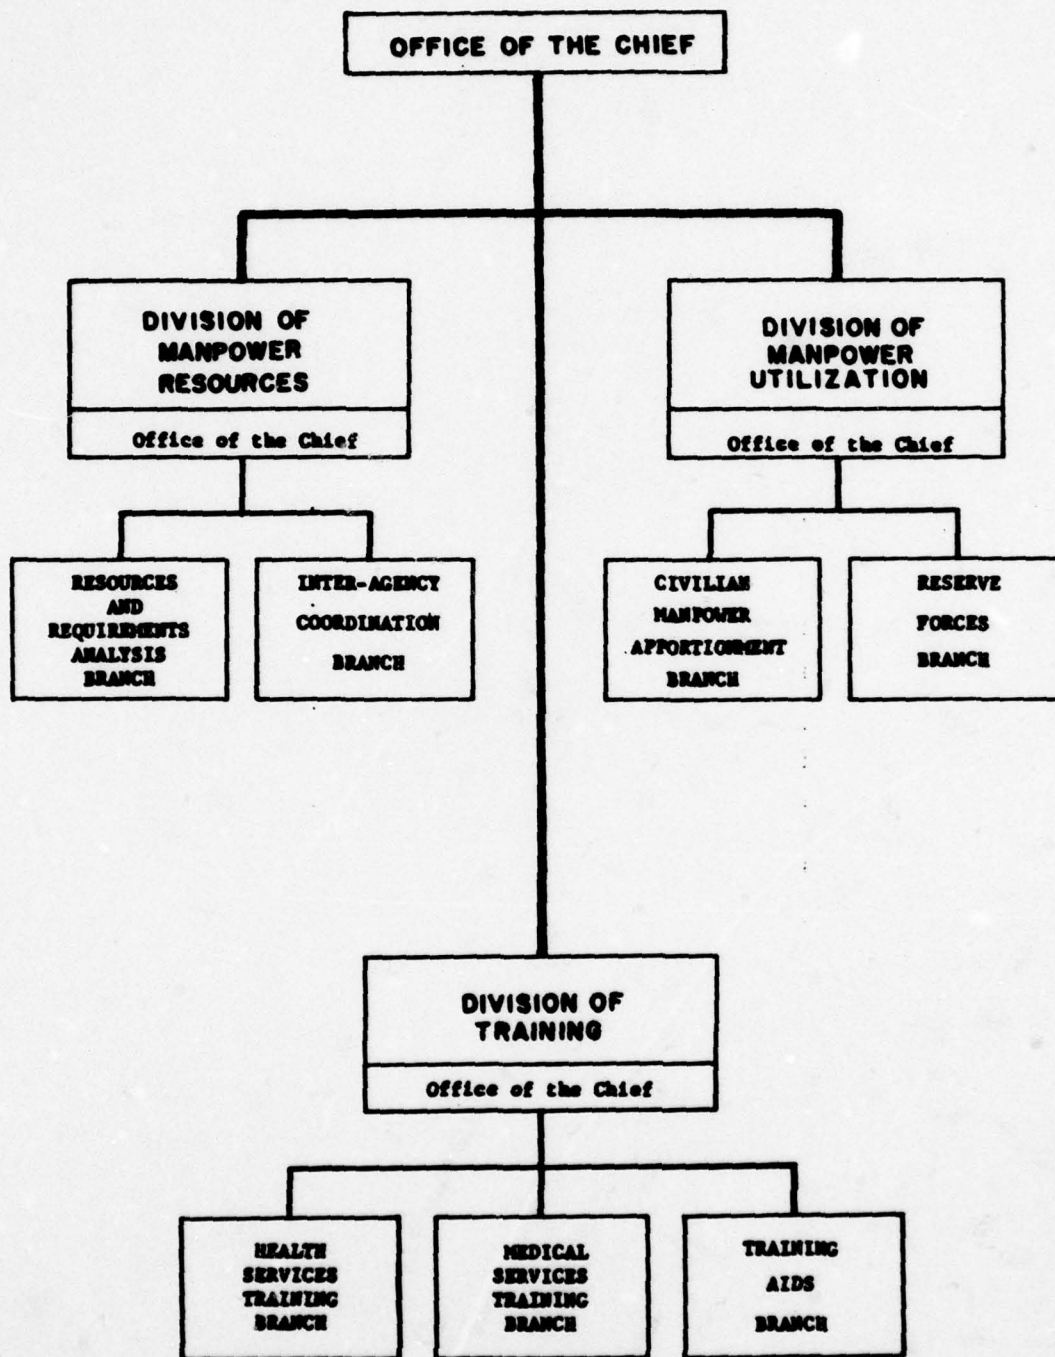 OFFICE OF THE CHIEF
DIVISION OF
MANPOWER
RESOURCES
Office of the Chief
DIVISION OF
MANPOWER
UTILIZATION
Office of the Chief
RESOURCES
AND
REQUIREMENTS
ANALYSIS
BRANCH
INTER-AGENCY
COORDINATION
BRANCH
CIVILIAN
MANPOWER
APPORTIONMENT
BRANCH
RESERVE
FORCES
BRANCH
DIVISION OF
TRAINING
Office of the Chief
HEALTH
SERVICES
TRAINING
BRANCH
MEDICAL
SERVICES
TRAINING
BRANCH
TRAINING
AIDS
BRANCH